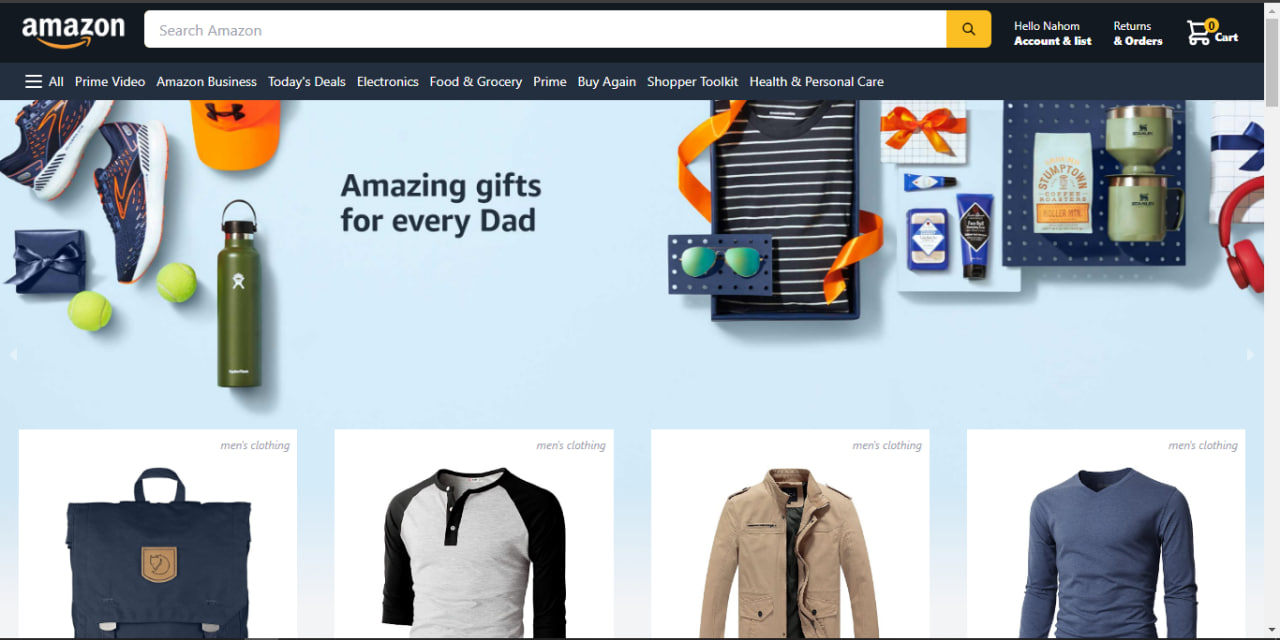 amazon
Search Amazon
Hello Nahom
Account & list
Returns
& Orders
0
Cart
All Prime Video Amazon Business Today's Deals Electronics Food & Grocery Prime Buy Again Shopper Toolkit Health & Personal Care
Amazing gifts
for every Dad
STANLEY
STUMPTOWN
COFFEE
ROASTERS
STANLEY
men's clothing
men's clothing
men's clothing
men's clothing